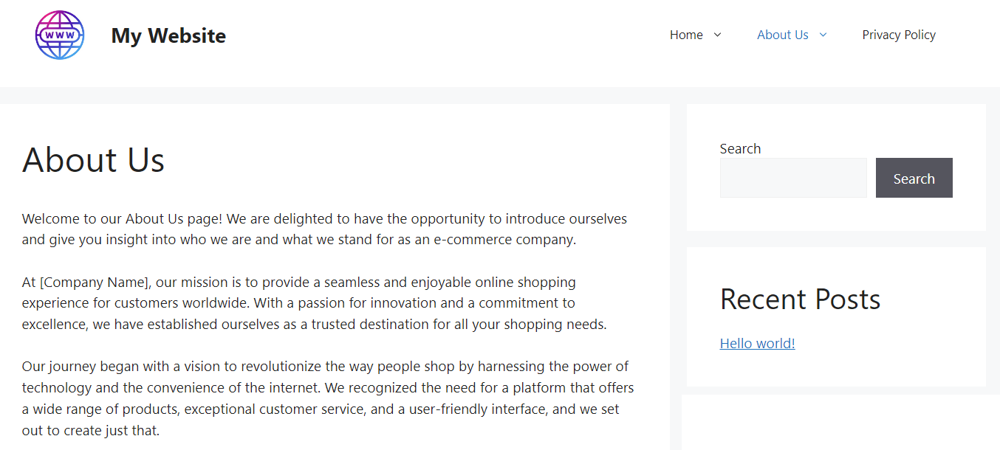 WWW
My Website
Home
About Us
Privacy Policy
About Us
Welcome to our About Us page! We are delighted to have the opportunity to introduce ourselves
and give you insight into who we are and what we stand for as an e-commerce company.
At [Company Name], our mission is to provide a seamless and enjoyable online shopping
experience for customers worldwide. With a passion for innovation and a commitment to
excellence, we have established ourselves as a trusted destination for all your shopping needs.
Our journey began with a vision to revolutionize the way people shop by harnessing the power of
technology and the convenience of the internet. We recognized the need for a platform that offers
a wide range of products, exceptional customer service, and a user-friendly interface, and we set
out to create just that.
Search
Search
Recent Posts
Hello world!